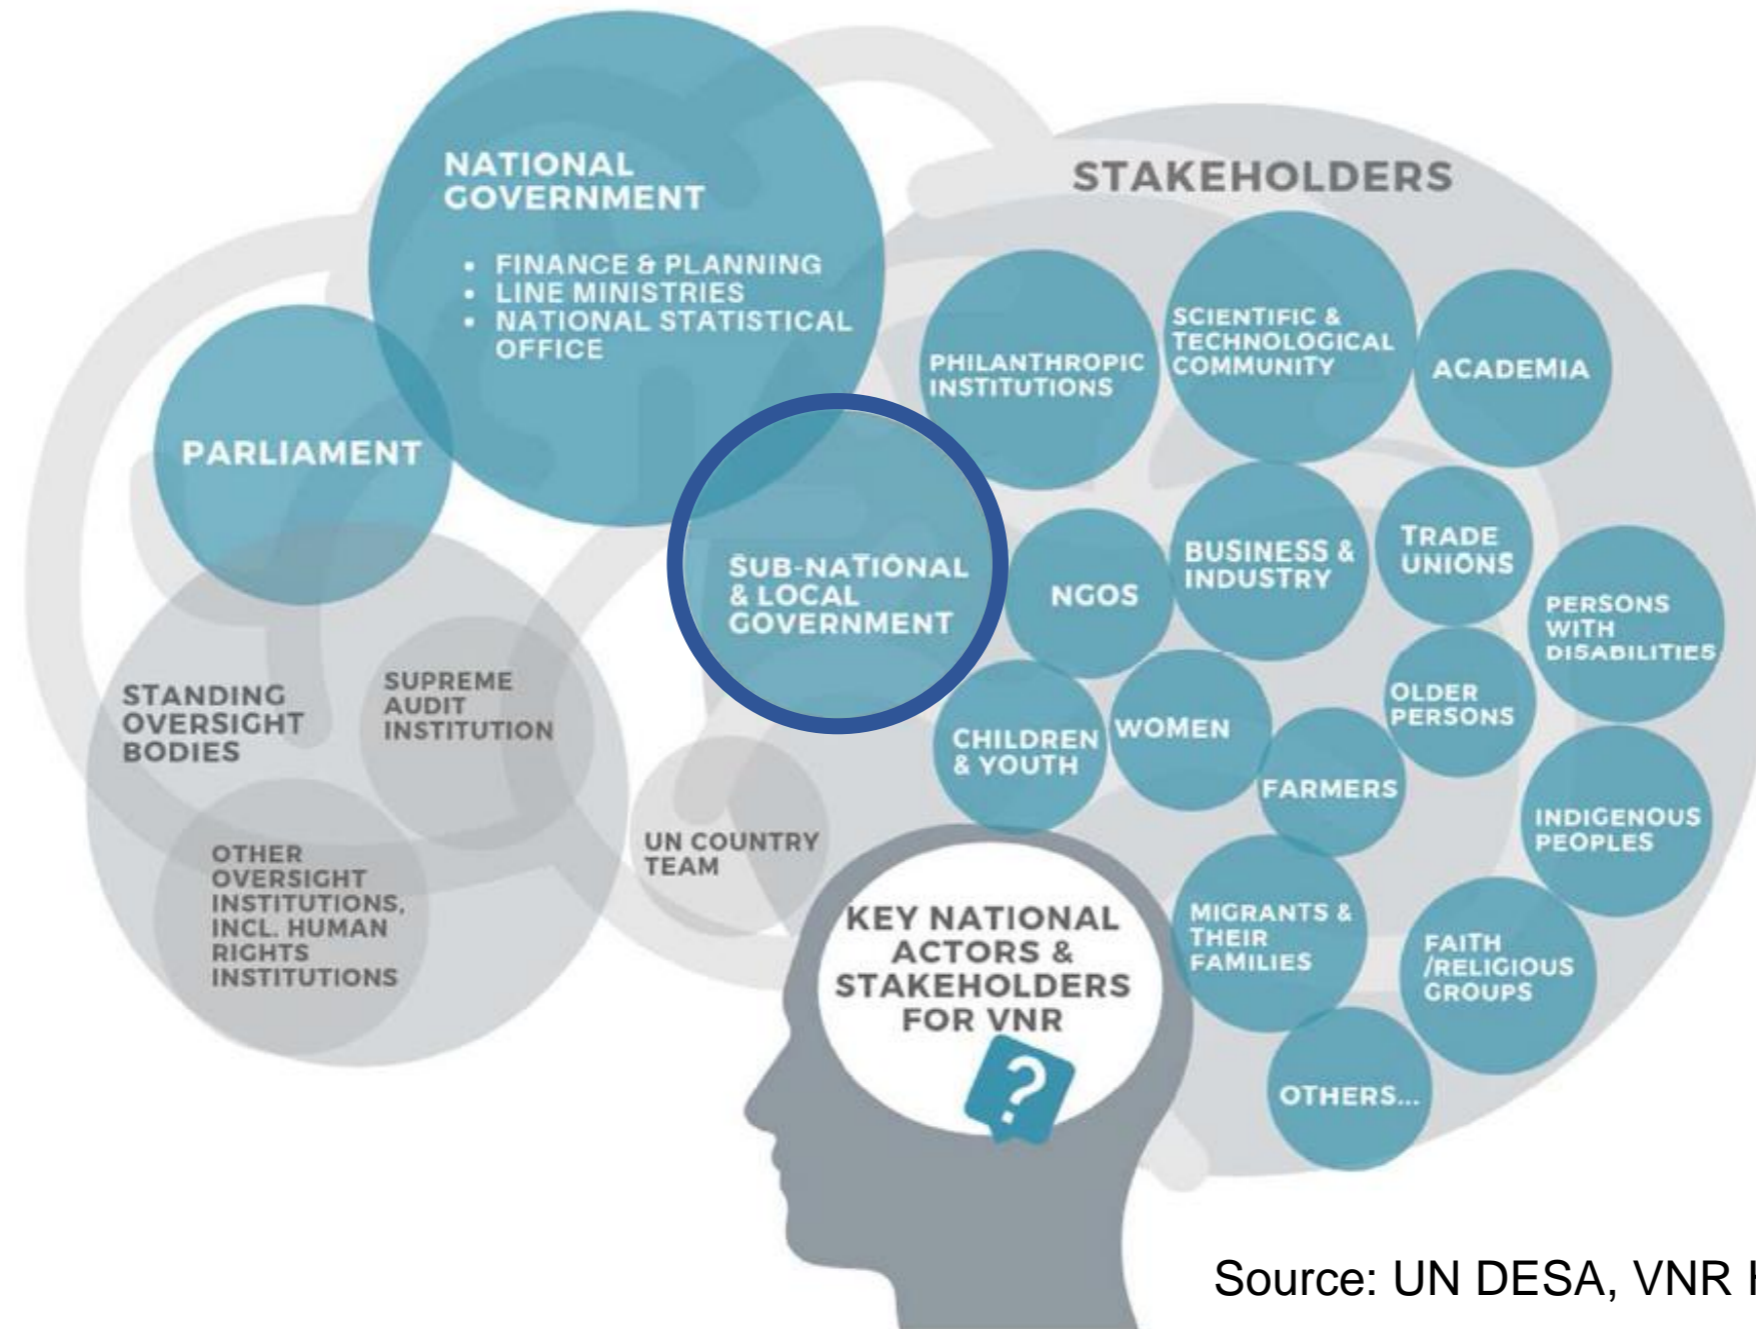 NATIONAL
GOVERNMENT
• FINANCE & PLANNING
• LINE MINISTRIES
• NATIONAL STATISTICAL
OFFICE
PARLIAMENT
STANDING
OVERSIGHT
BODIES
SUPREME
AUDIT
INSTITUTION
OTHER
OVERSIGHT
INSTITUTIONS,
INCL. HUMAN
RIGHTS
INSTITUTIONS
SUB-NATIONAL
& LOCAL
GOVERNMENT
UN COUNTRY
TEAM
STAKEHOLDERS
PHILANTHROPIC
INSTITUTIONS
SCIENTIFIC &
TECHNOLOGICAL
COMMUNITY
ACADEMIA
NGOS
BUSINESS &
INDUSTRY
TRADE
UNIONS
PERSONS
WITH
DISABILITIES
CHILDREN
& YOUTH
WOMEN
FARMERS
OLDER
PERSONS
INDIGENOUS
PEOPLES
MIGRANTS &
THEIR
FAMILIES
FAITH
/RELIGIOUS
GROUPS
OTHERS...
KEY NATIONAL
ACTORS &
STAKEHOLDERS
FOR VNR
?
Source: UN DESA, VNR